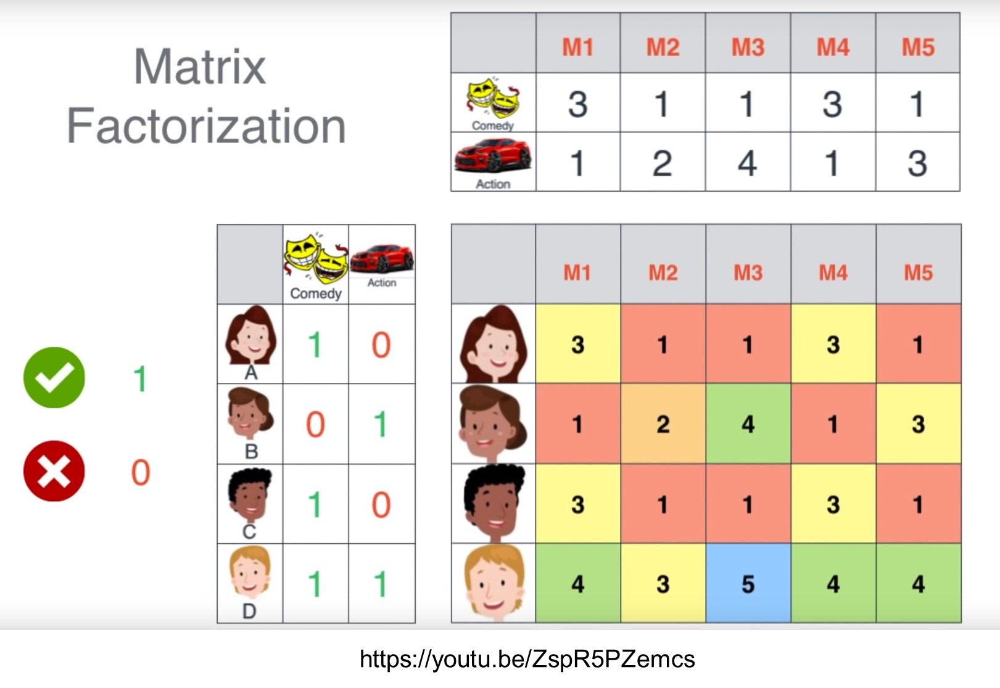 Matrix
Factorization
M1 M2 M3 M4 M5
Comedy 3 1 1 3 1
Action 1 2 4 1 3
Comedy Action
A 1 0
B 0 1
C 1 0
D 1 1
1
0
M1 M2 M3 M4 M5
3 1 1 3 1
1 2 4 1 3
3 1 1 3 1
4 3 5 4 4
https://youtu.be/ZspR5PZemcs